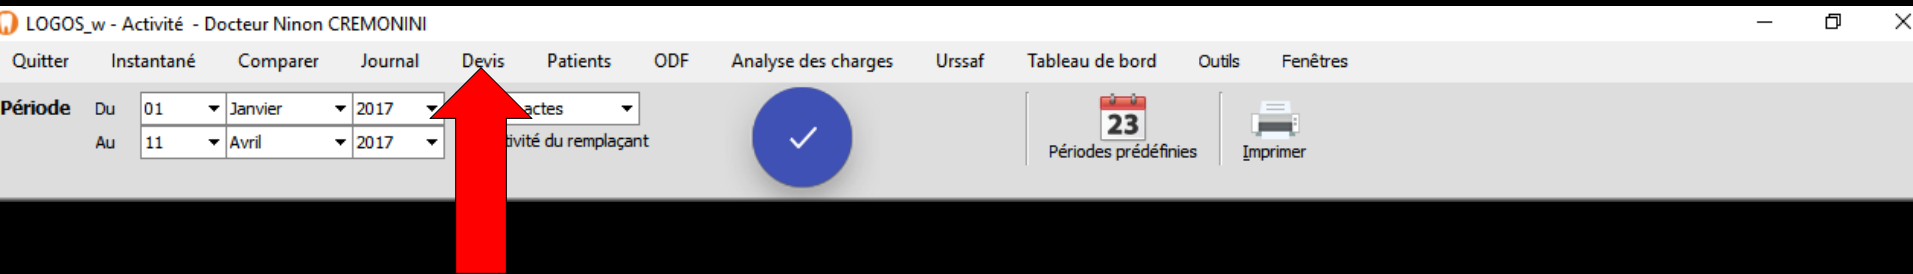 LOGOS_w - Activité - Docteur Ninon CREMONINI
Quitter Instantané Comparer Journal Devis Patients ODF Analyse des charges Urssaf Tableau de bord Outils Fenêtres
Période Du 01 Janvier 2017 actes
Au 11 Avril 2017 du remplaçant
23
Périodes prédéfinies Imprimer